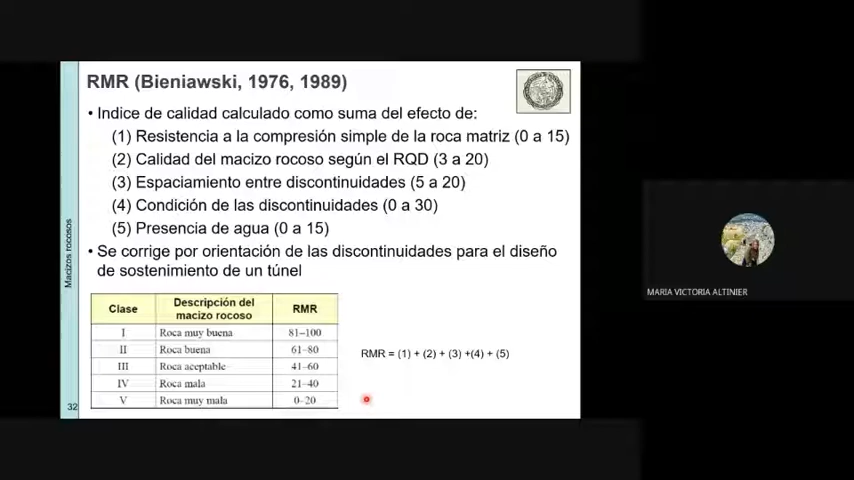 RMR (Bieniawski, 1976, 1989)
• Indice de calidad calculado como suma del efecto de:
(1) Resistencia a la compresión simple de la roca matriz (0 a 15)
(2) Calidad del macizo rocoso según el RQD (3 a 20)
(3) Espaciamiento entre discontinuidades (5 a 20)
(4) Condición de las discontinuidades (0 a 30)
(5) Presencia de agua (0 a 15)
• Se corrige por orientación de las discontinuidades para el diseño
de sostenimiento de un túnel
Macizos rocosos
Clase Descripción del macizo rocoso RMR
I Roca muy buena 81–100
II Roca buena 61–80
III Roca aceptable 41–60
IV Roca mala 21–40
V Roca muy mala 0–20
RMR = (1) + (2) + (3) +(4) + (5)
32
MARIA VICTORIA ALTINIER